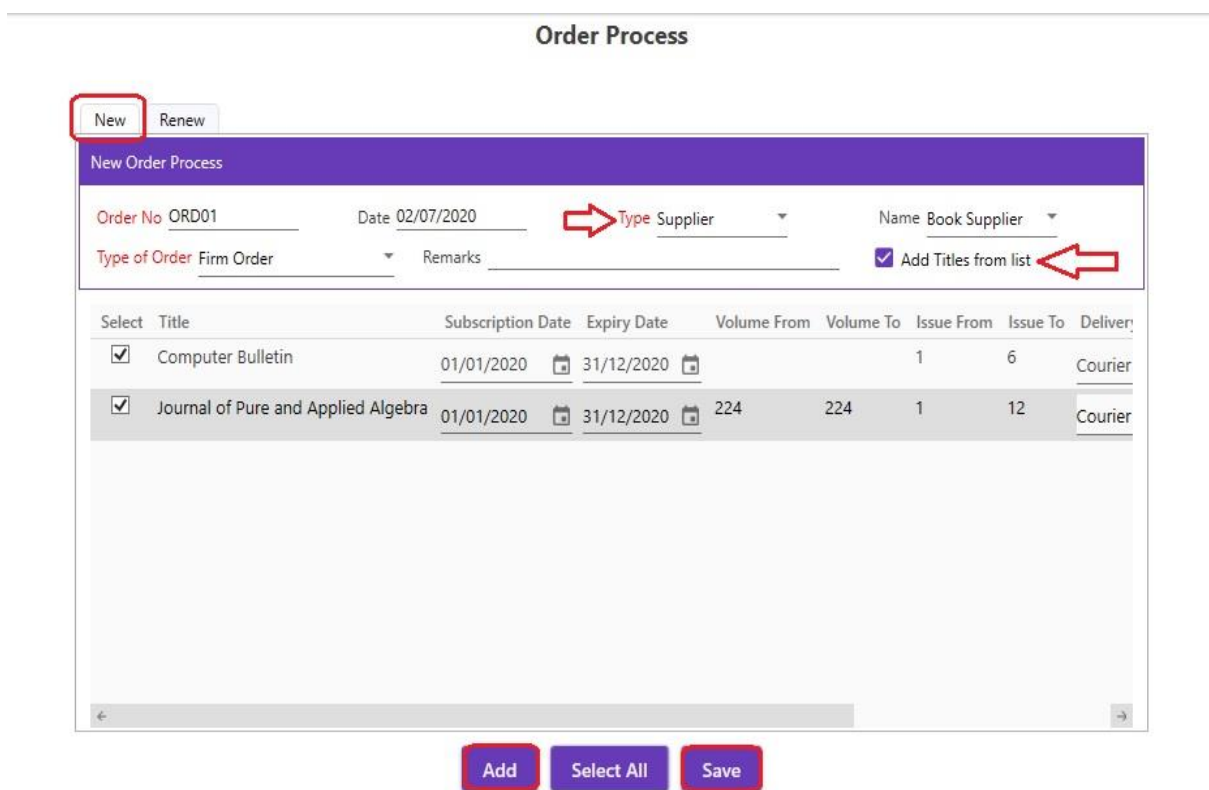 Order Process
New Renew
New Order Process
Order No ORD01 Date 02/07/2020 Type Supplier Name Book Supplier
Type of Order Firm Order Remarks Add Titles from list
Select Title Subscription Date Expiry Date Volume From Volume To Issue From Issue To Delivery
Computer Bulletin 01/01/2020 31/12/2020 1 6 Courier
Journal of Pure and Applied Algebra 01/01/2020 31/12/2020 224 224 1 12 Courier
Add Select All Save